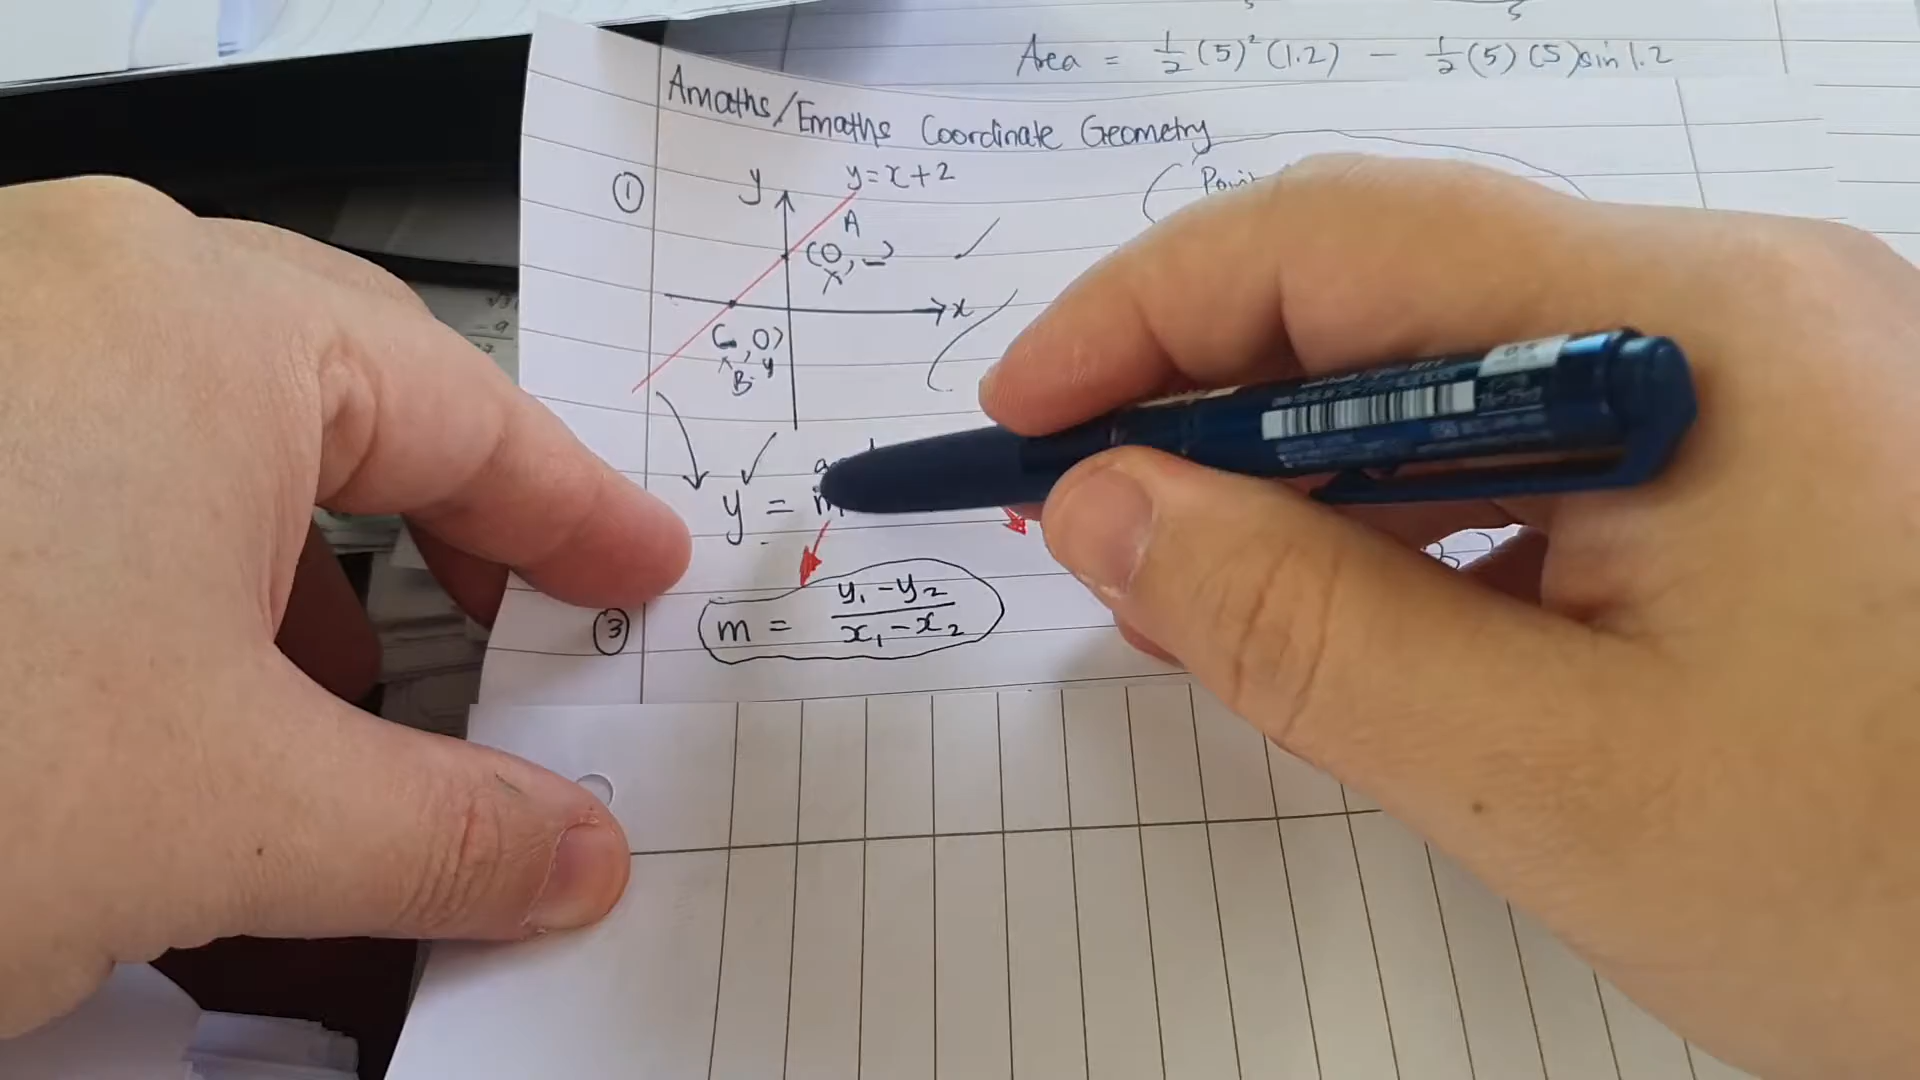 Area = 1/2 (5)² (1.2) - 1/2 (5) (5) sin 1.2
Amaths/Emaths Coordinate Geometry
①
y
y = x + 2
A
(0, _)
x
x
(_, 0)
x y
B
y = m
③
m = y₁ - y₂ / x₁ - x₂